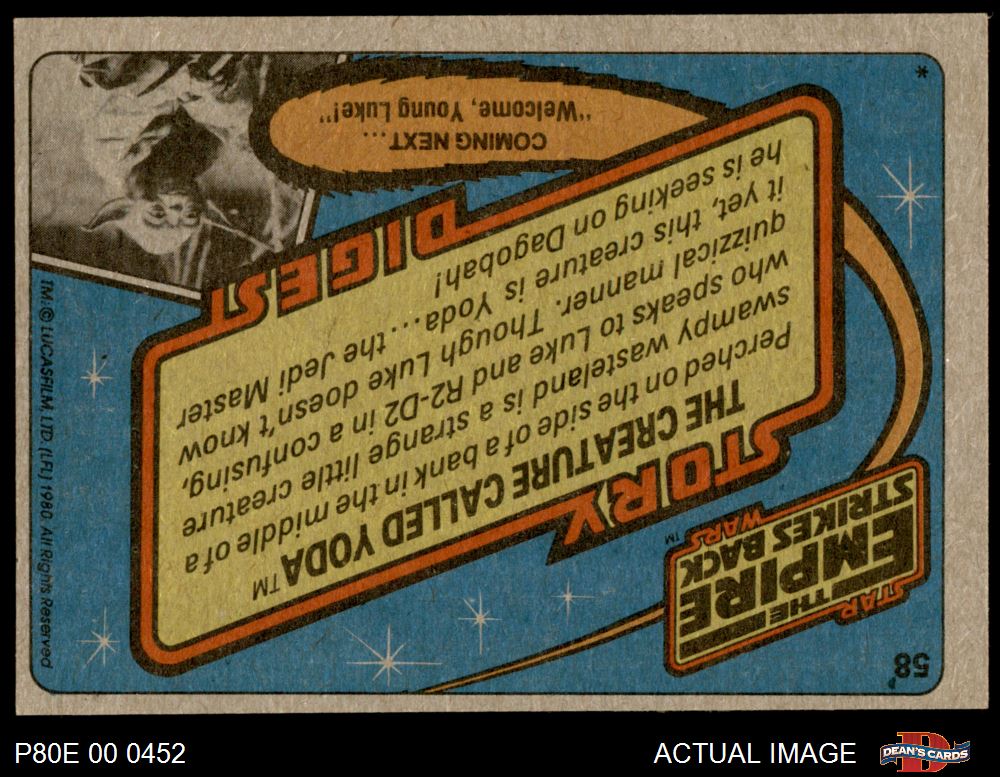 58
STAR
THE
EMPIRE
STRIKES BACK
WARS™
STORY
THE CREATURE CALLED YODA™
Perched on the side of a bank in the middle of a
swampy wasteland is a strange little creature
who speaks to Luke and R2-D2 in a confusing,
quizzical manner. Though Luke doesn't know
it yet, this creature is Yoda...the Jedi Master
he is seeking on Dagobah!
DIGEST
COMING NEXT...
"Welcome, Young Luke!"
*
TM: © LUCASFILM, LTD. (LFL) 1980 All Rights Reserved
P80E 00 0452
ACTUAL IMAGE
D
DEAN'S CARDS